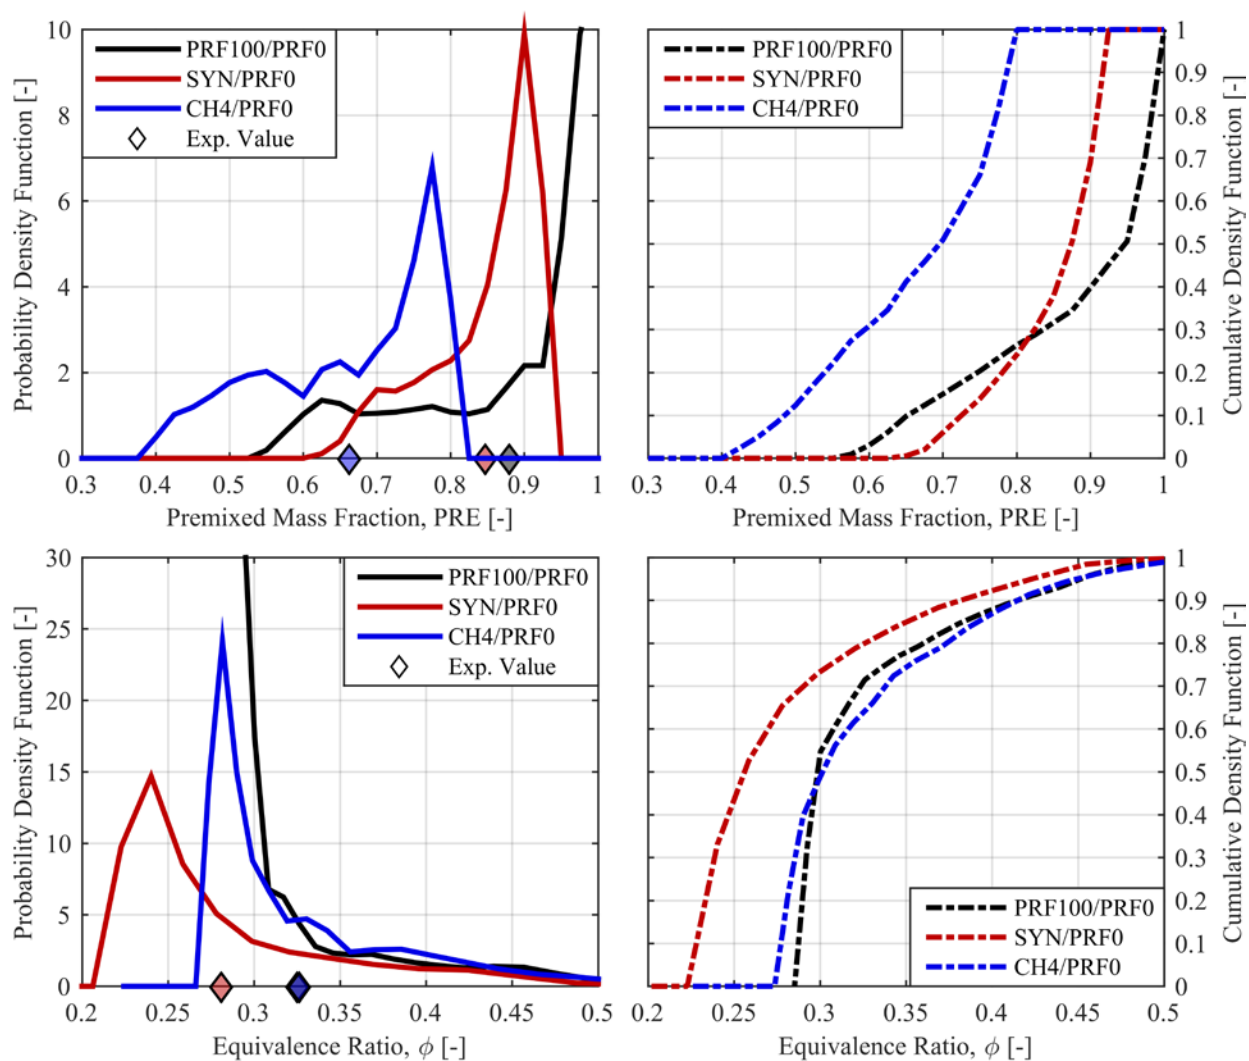 Probability Density Function [-]
10
8
6
4
2
0
PRF100/PRF0
SYN/PRF0
CH4/PRF0
Exp. Value
0.3 0.4 0.5 0.6 0.7 0.8 0.9 1
Premixed Mass Fraction, PRE [-]
PRF100/PRF0
SYN/PRF0
CH4/PRF0
1
0.9
0.8
0.7
0.6
0.5
0.4
0.3
0.2
0.1
0
Cumulative Density Function [-]
0.3 0.4 0.5 0.6 0.7 0.8 0.9 1
Premixed Mass Fraction, PRE [-]
Probability Density Function [-]
30
25
20
15
10
5
0
PRF100/PRF0
SYN/PRF0
CH4/PRF0
Exp. Value
0.2 0.25 0.3 0.35 0.4 0.45 0.5
Equivalence Ratio, ϕ [-]
1
0.9
0.8
0.7
0.6
0.5
0.4
0.3
0.2
0.1
0
Cumulative Density Function [-]
PRF100/PRF0
SYN/PRF0
CH4/PRF0
0.2 0.25 0.3 0.35 0.4 0.45 0.5
Equivalence Ratio, ϕ [-]